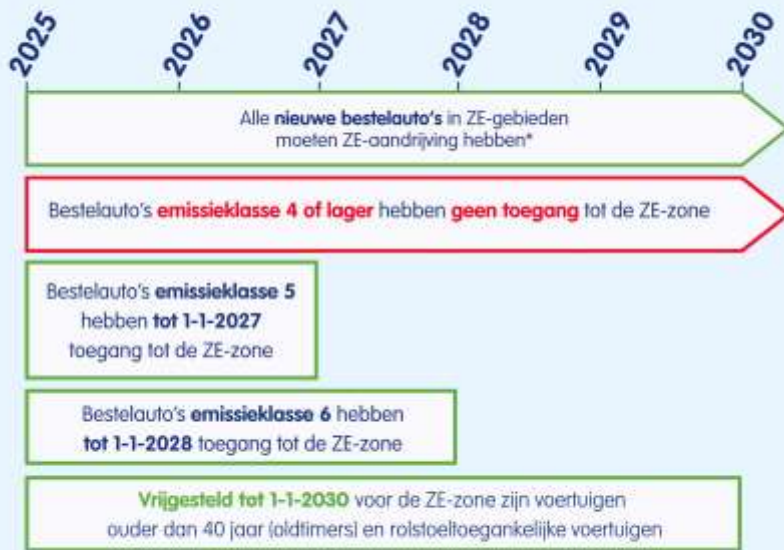 2025
2026
2027
2028
2029
2030
Alle nieuwe bestelauto's in ZE-gebieden
moeten ZE-aandrijving hebben*
Bestelauto's emissieklasse 4 of lager hebben geen toegang tot de ZE-zone
Bestelauto's emissieklasse 5
hebben tot 1-1-2027
toegang tot de ZE-zone
Bestelauto's emissieklasse 6 hebben
tot 1-1-2028 toegang tot de ZE-zone
Vrijgesteld tot 1-1-2030 voor de ZE-zone zijn voertuigen
ouder dan 40 jaar (oldtimers) en rolstoeltoegankelijke voertuigen